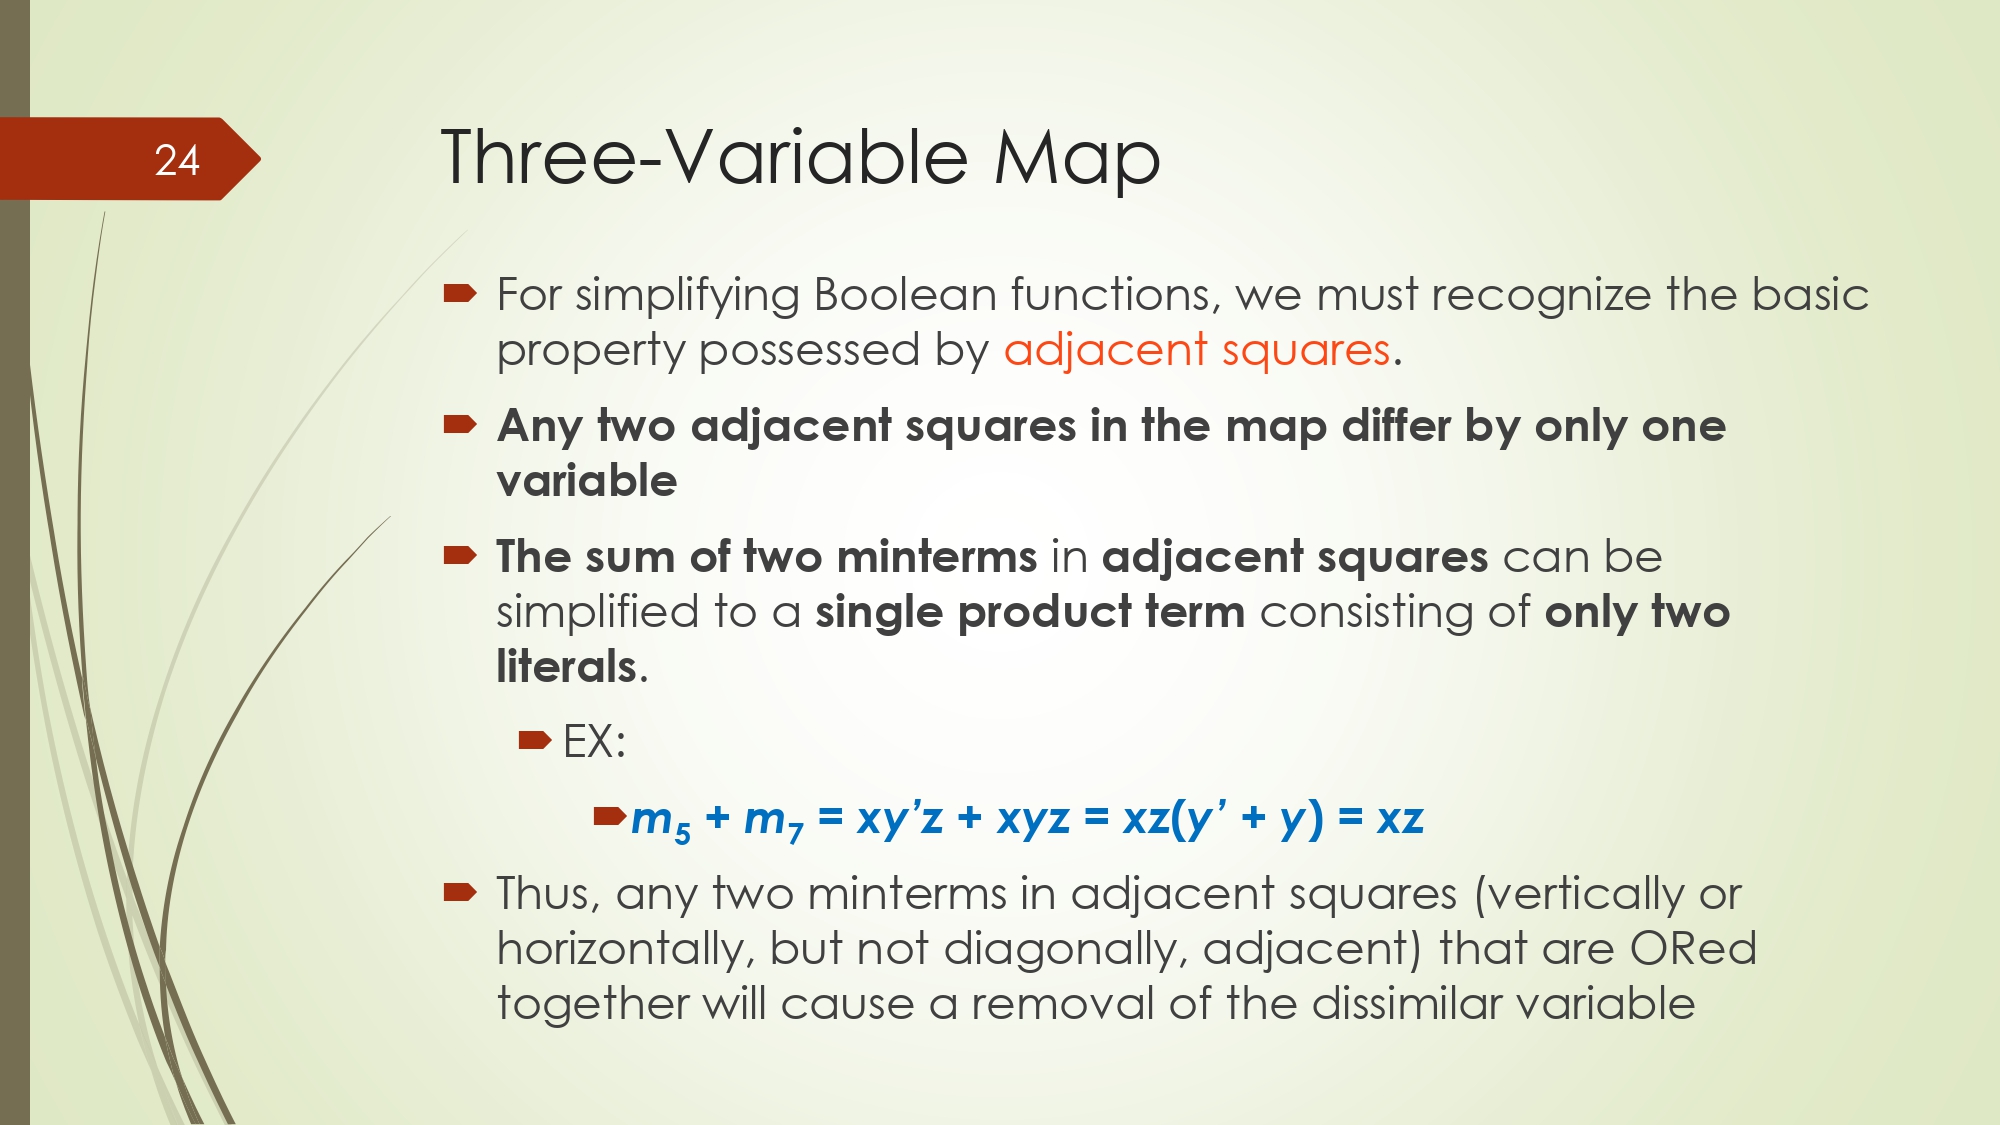 24
Three-Variable Map
For simplifying Boolean functions, we must recognize the basic
property possessed by adjacent squares.
Any two adjacent squares in the map differ by only one
variable
The sum of two minterms in adjacent squares can be
simplified to a single product term consisting of only two
literals.
EX:
m₅ + m₇ = xy’z + xyz = xz(y’ + y) = xz
Thus, any two minterms in adjacent squares (vertically or
horizontally, but not diagonally, adjacent) that are ORed
together will cause a removal of the dissimilar variable